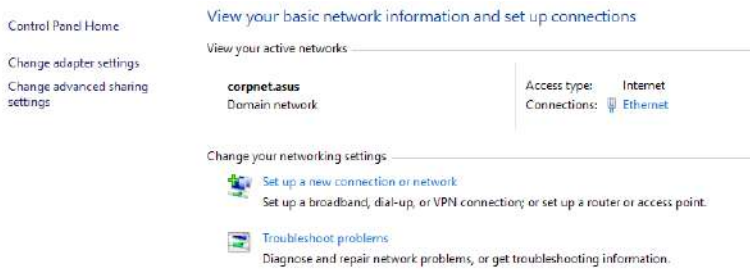 Control Panel Home
Change adapter settings
Change advanced sharing
settings
View your basic network information and set up connections
View your active networks
corpnet.asus
Domain network
Access type: Internet
Connections: Ethernet
Change your networking settings
Set up a new connection or network
Set up a broadband, dial-up, or VPN connection; or set up a router or access point.
Troubleshoot problems
Diagnose and repair network problems, or get troubleshooting information.